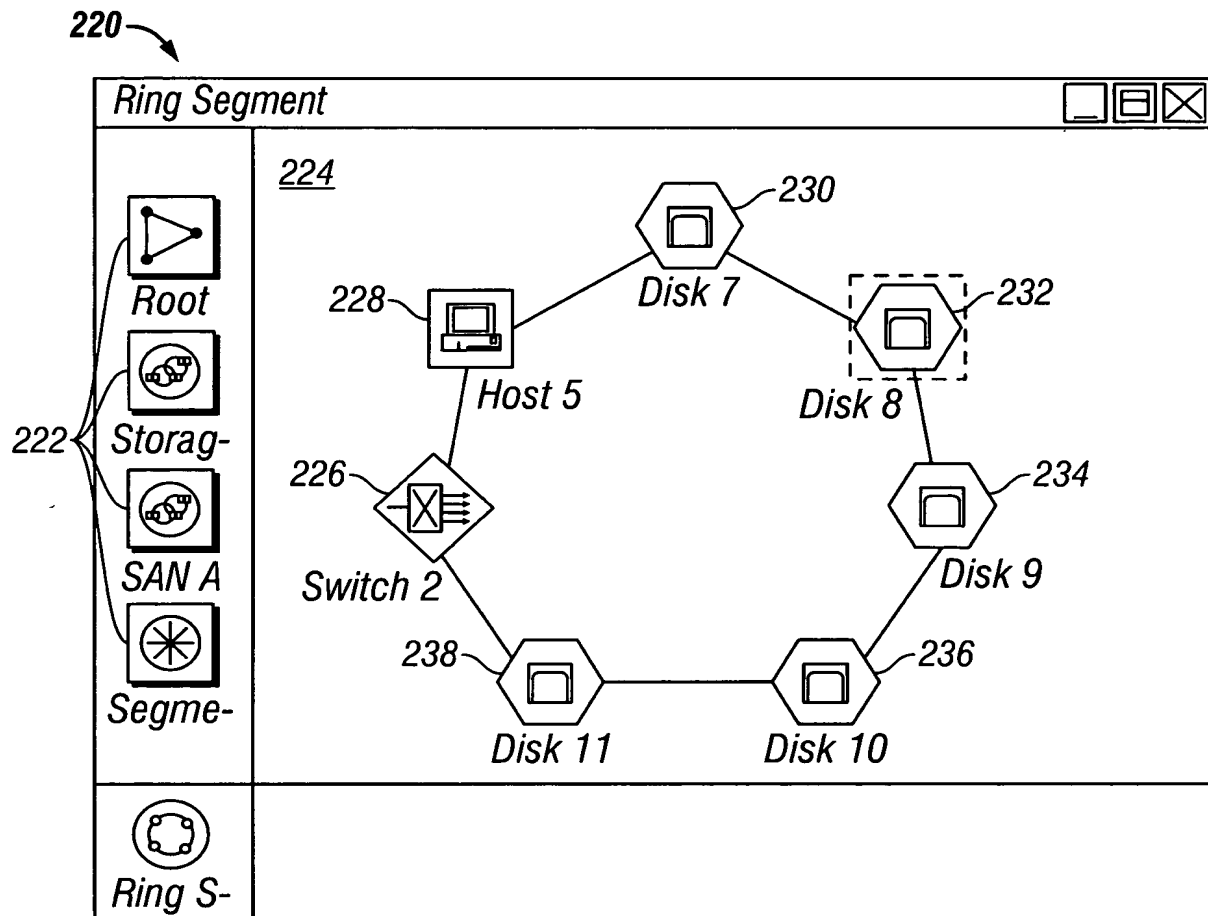 220
Ring Segment
224
230
Disk 7
232
Disk 8
228
Host 5
Root
222
Storag-
226
Switch 2
234
Disk 9
SAN A
238
Disk 11
236
Disk 10
Segme-
Ring S-